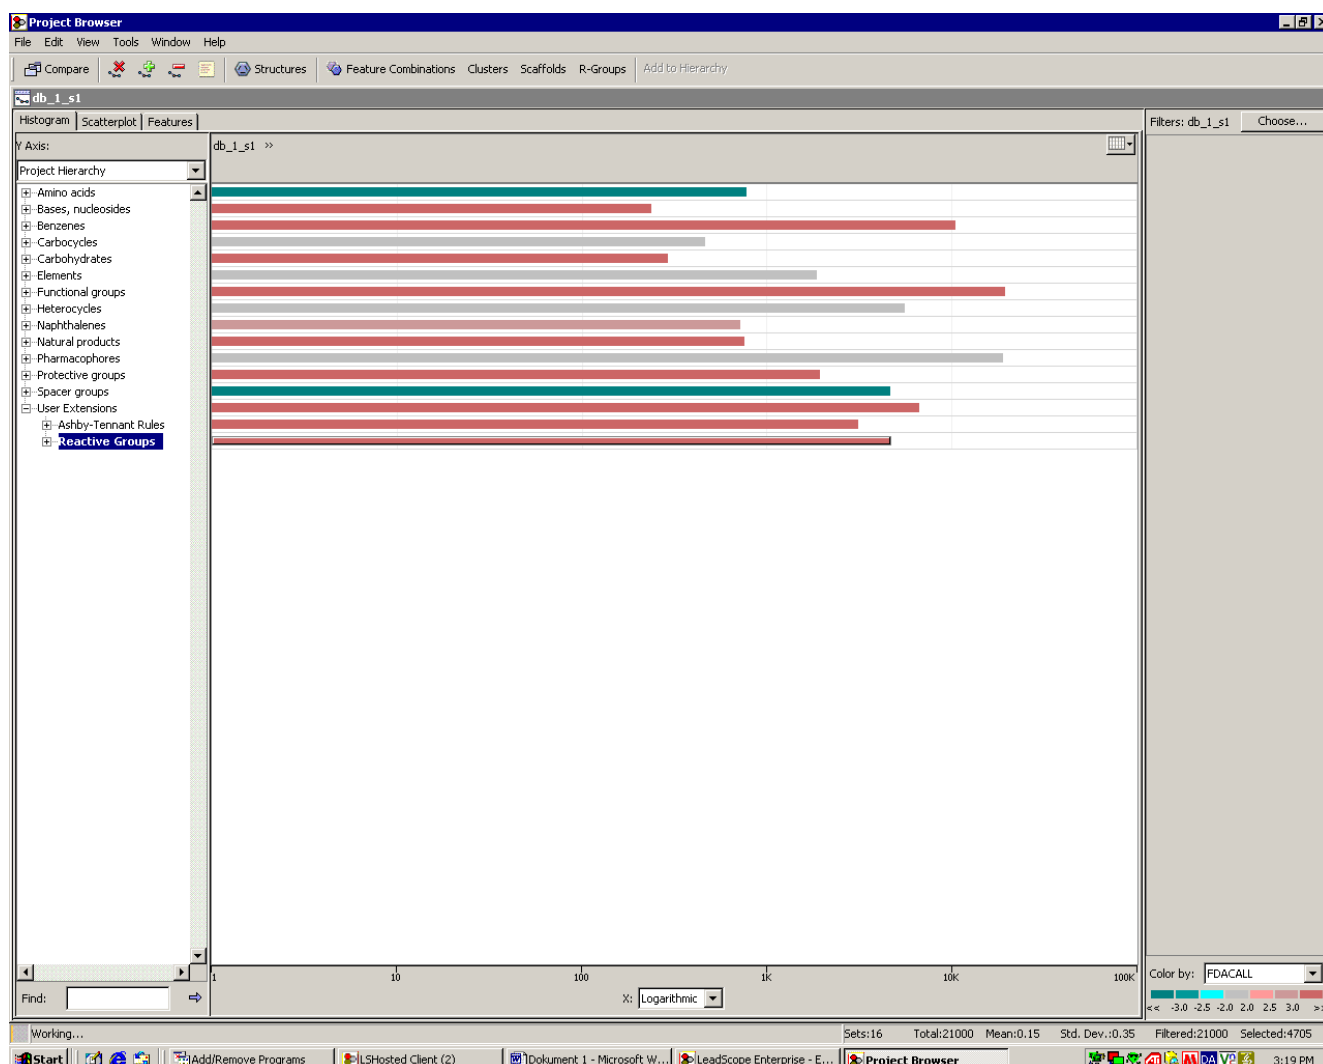 Project Browser
File Edit View Tools Window Help
Compare Structures Feature Combinations Clusters Scaffolds R-Groups Add to Hierarchy
db_1_s1
Histogram Scatterplot Features
Filters: db_1_s1 Choose...
Y Axis:
db_1_s1 »
Project Hierarchy
Amino acids
Bases, nucleosides
Benzenes
Carbocycles
Carbohydrates
Elements
Functional groups
Heterocycles
Naphthalenes
Natural products
Pharmacophores
Protective groups
Spacer groups
User Extensions
Ashby-Tennant Rules
Reactive Groups
1 10 100 1K 10K 100K
Color by: FDACALL
Find:
X: Logarithmic
<< -3.0 -2.5 -2.0 2.0 2.5 3.0 >>
Working...
Sets:16 Total:21000 Mean:0.15 Std. Dev.:0.35 Filtered:21000 Selected:4705
Start Add/Remove Programs LSHosted Client (2) Dokument 1 - Microsoft W... LeadScope Enterprise - E... Project Browser 3:19 PM